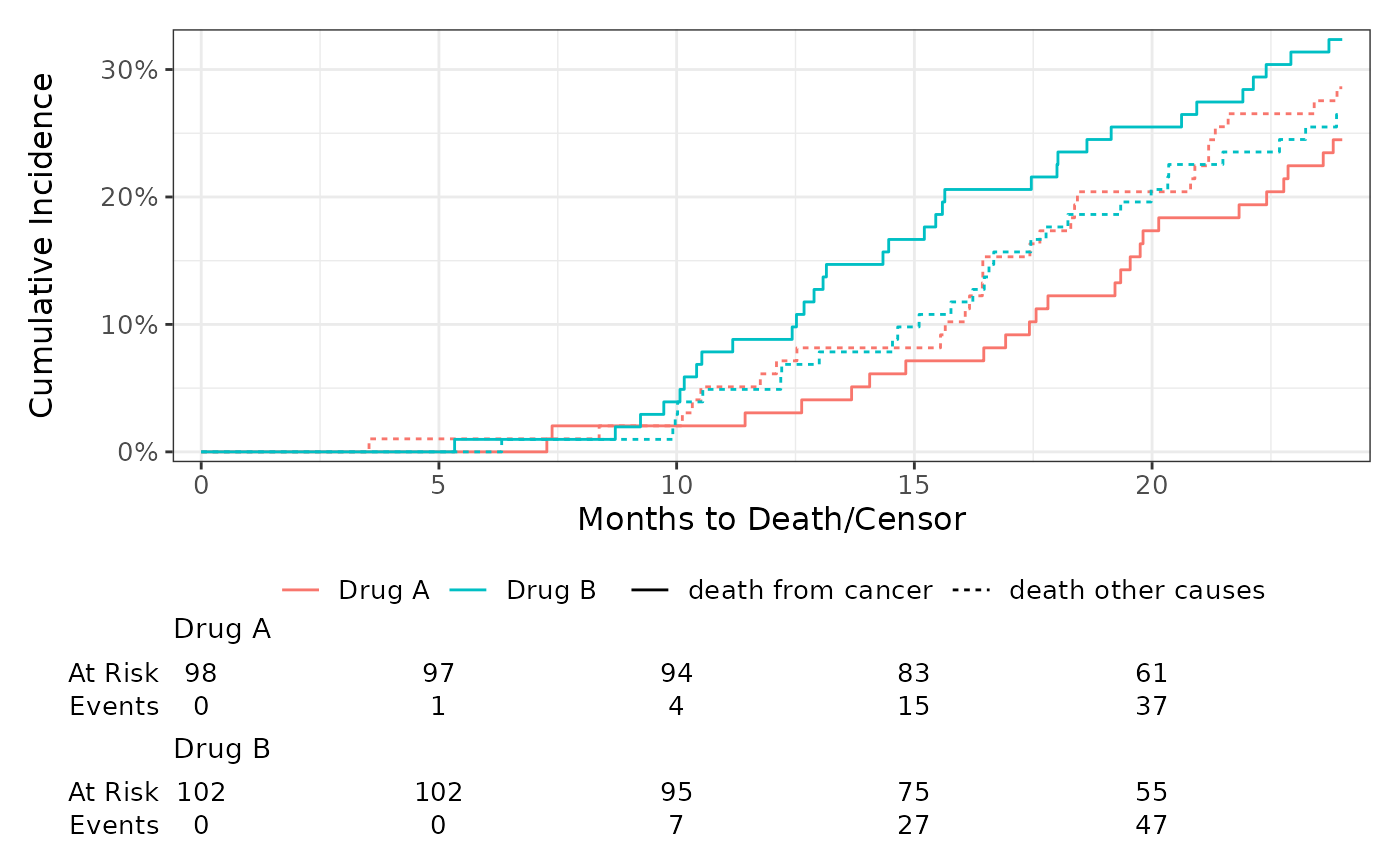 Cumulative Incidence
30%
20%
10%
0%
0 5 10 15 20
Months to Death/Censor
Drug A Drug B death from cancer death other causes
Drug A
At Risk 98 97 94 83 61
Events 0 1 4 15 37
Drug B
At Risk 102 102 95 75 55
Events 0 0 7 27 47